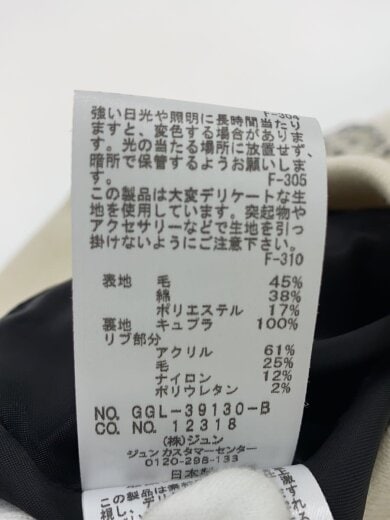 F-304
強い日光や照明に長時間当たり
ますと、変色する場合がありま
す。光の当たる場所に放置せず、
暗所で保管するようお願いしま
す。
F-305
この製品は大変デリケートな生
地を使用しています。突起物や
アクセサリーなどで生地を引っ
掛けないようにご注意下さい。
F-310
表地 毛 45%
綿 38%
ポリエステル 17%
裏地 キュプラ 100%
リブ部分
アクリル 61%
毛 25%
ナイロン 12%
ポリウレタン 2%
NO. GGL-39130-B
CO. NO. 12318
(株)ジュン
ジュン カスタマーセンター
0120-298-133
日本製